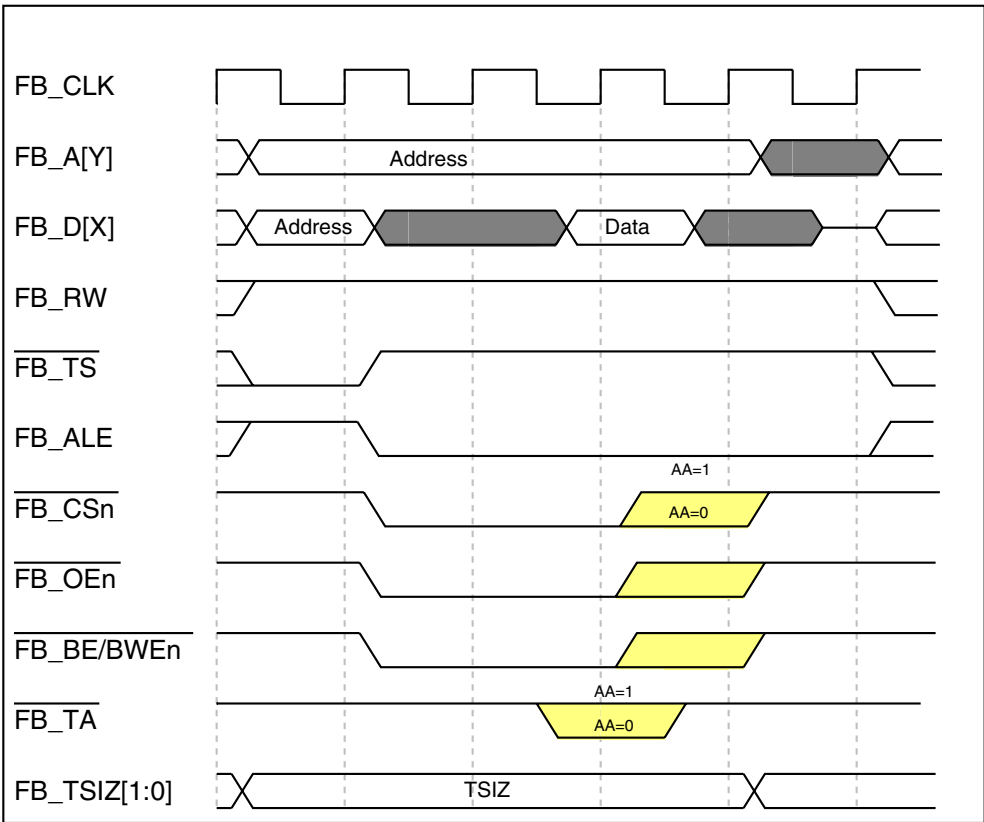 FB_CLK
FB_A[Y]
Address
FB_D[X]
Address
Data
FB_RW
FB_TS
FB_ALE
AA=1
FB_CSn
AA=0
FB_OEn
FB_BE/BWEn
AA=1
FB_TA
AA=0
FB_TSIZ[1:0]
TSIZ